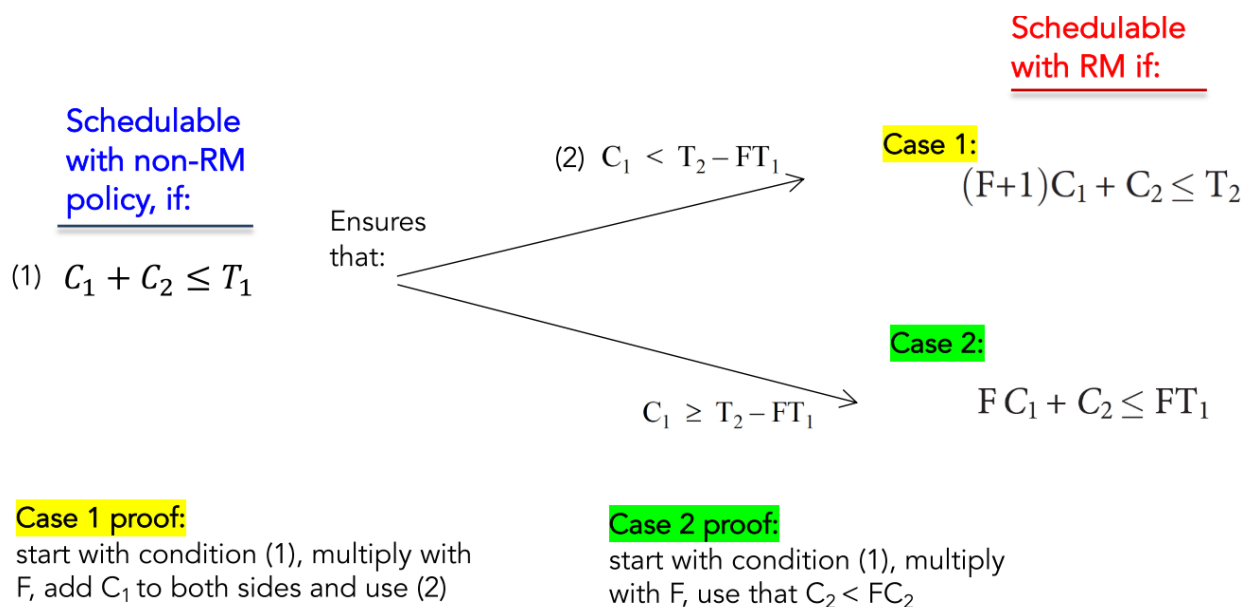 Schedulable
with RM if:
Schedulable
with non-RM
policy, if:
(1) C₁ + C₂ ≤ T₁
Ensures
that:
(2) C₁ < T₂ – FT₁
Case 1:
(F+1)C₁ + C₂ ≤ T₂
C₁ ≥ T₂ – FT₁
Case 2:
F C₁ + C₂ ≤ FT₁
Case 1 proof:
start with condition (1), multiply with
F, add C₁ to both sides and use (2)
Case 2 proof:
start with condition (1), multiply
with F, use that C₂ < FC₂